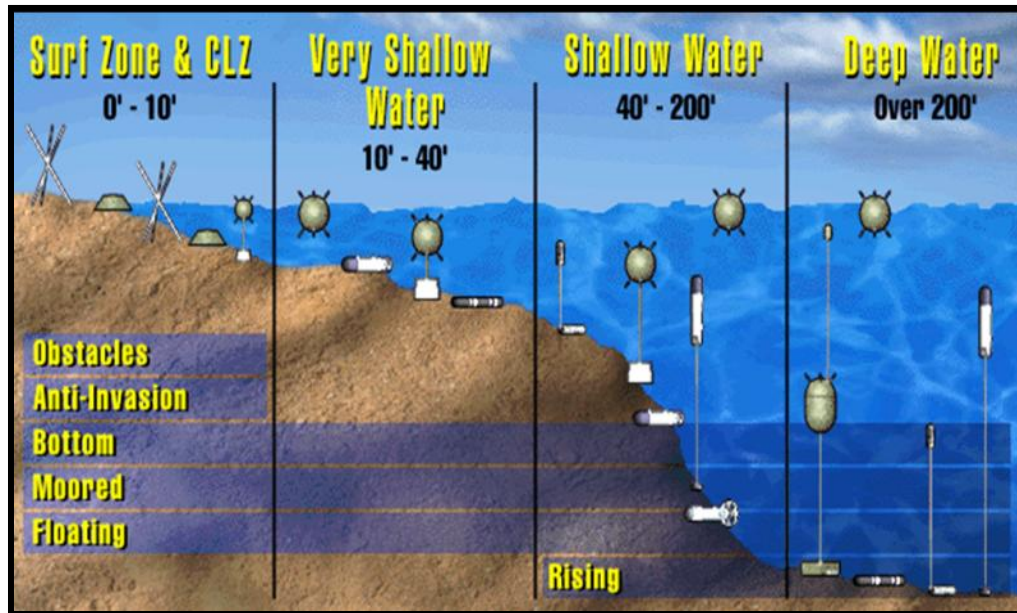 Surf Zone & CLZ
0' - 10'
Very Shallow
Water
10' - 40'
Shallow Water
40' - 200'
Deep Water
Over 200'
Obstacles
Anti-Invasion
Bottom
Moored
Floating
Rising